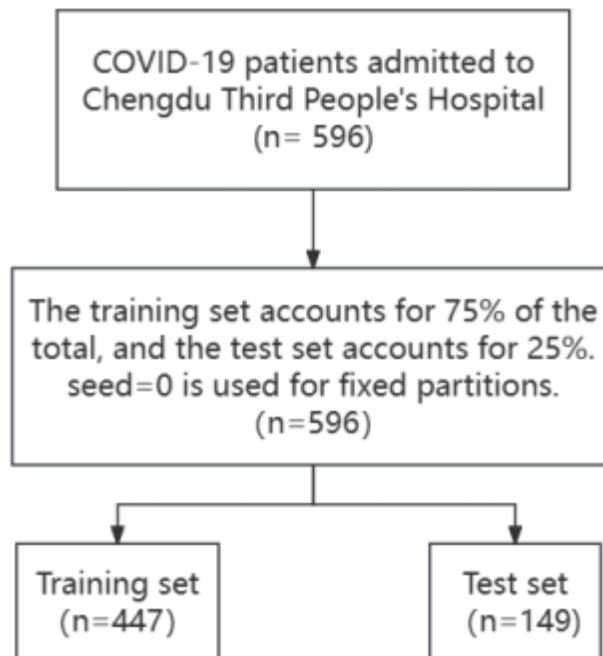 COVID-19 patients admitted to
Chengdu Third People's Hospital
(n= 596)
The training set accounts for 75% of the
total, and the test set accounts for 25%.
seed=0 is used for fixed partitions.
(n=596)
Training set
(n=447)
Test set
(n=149)